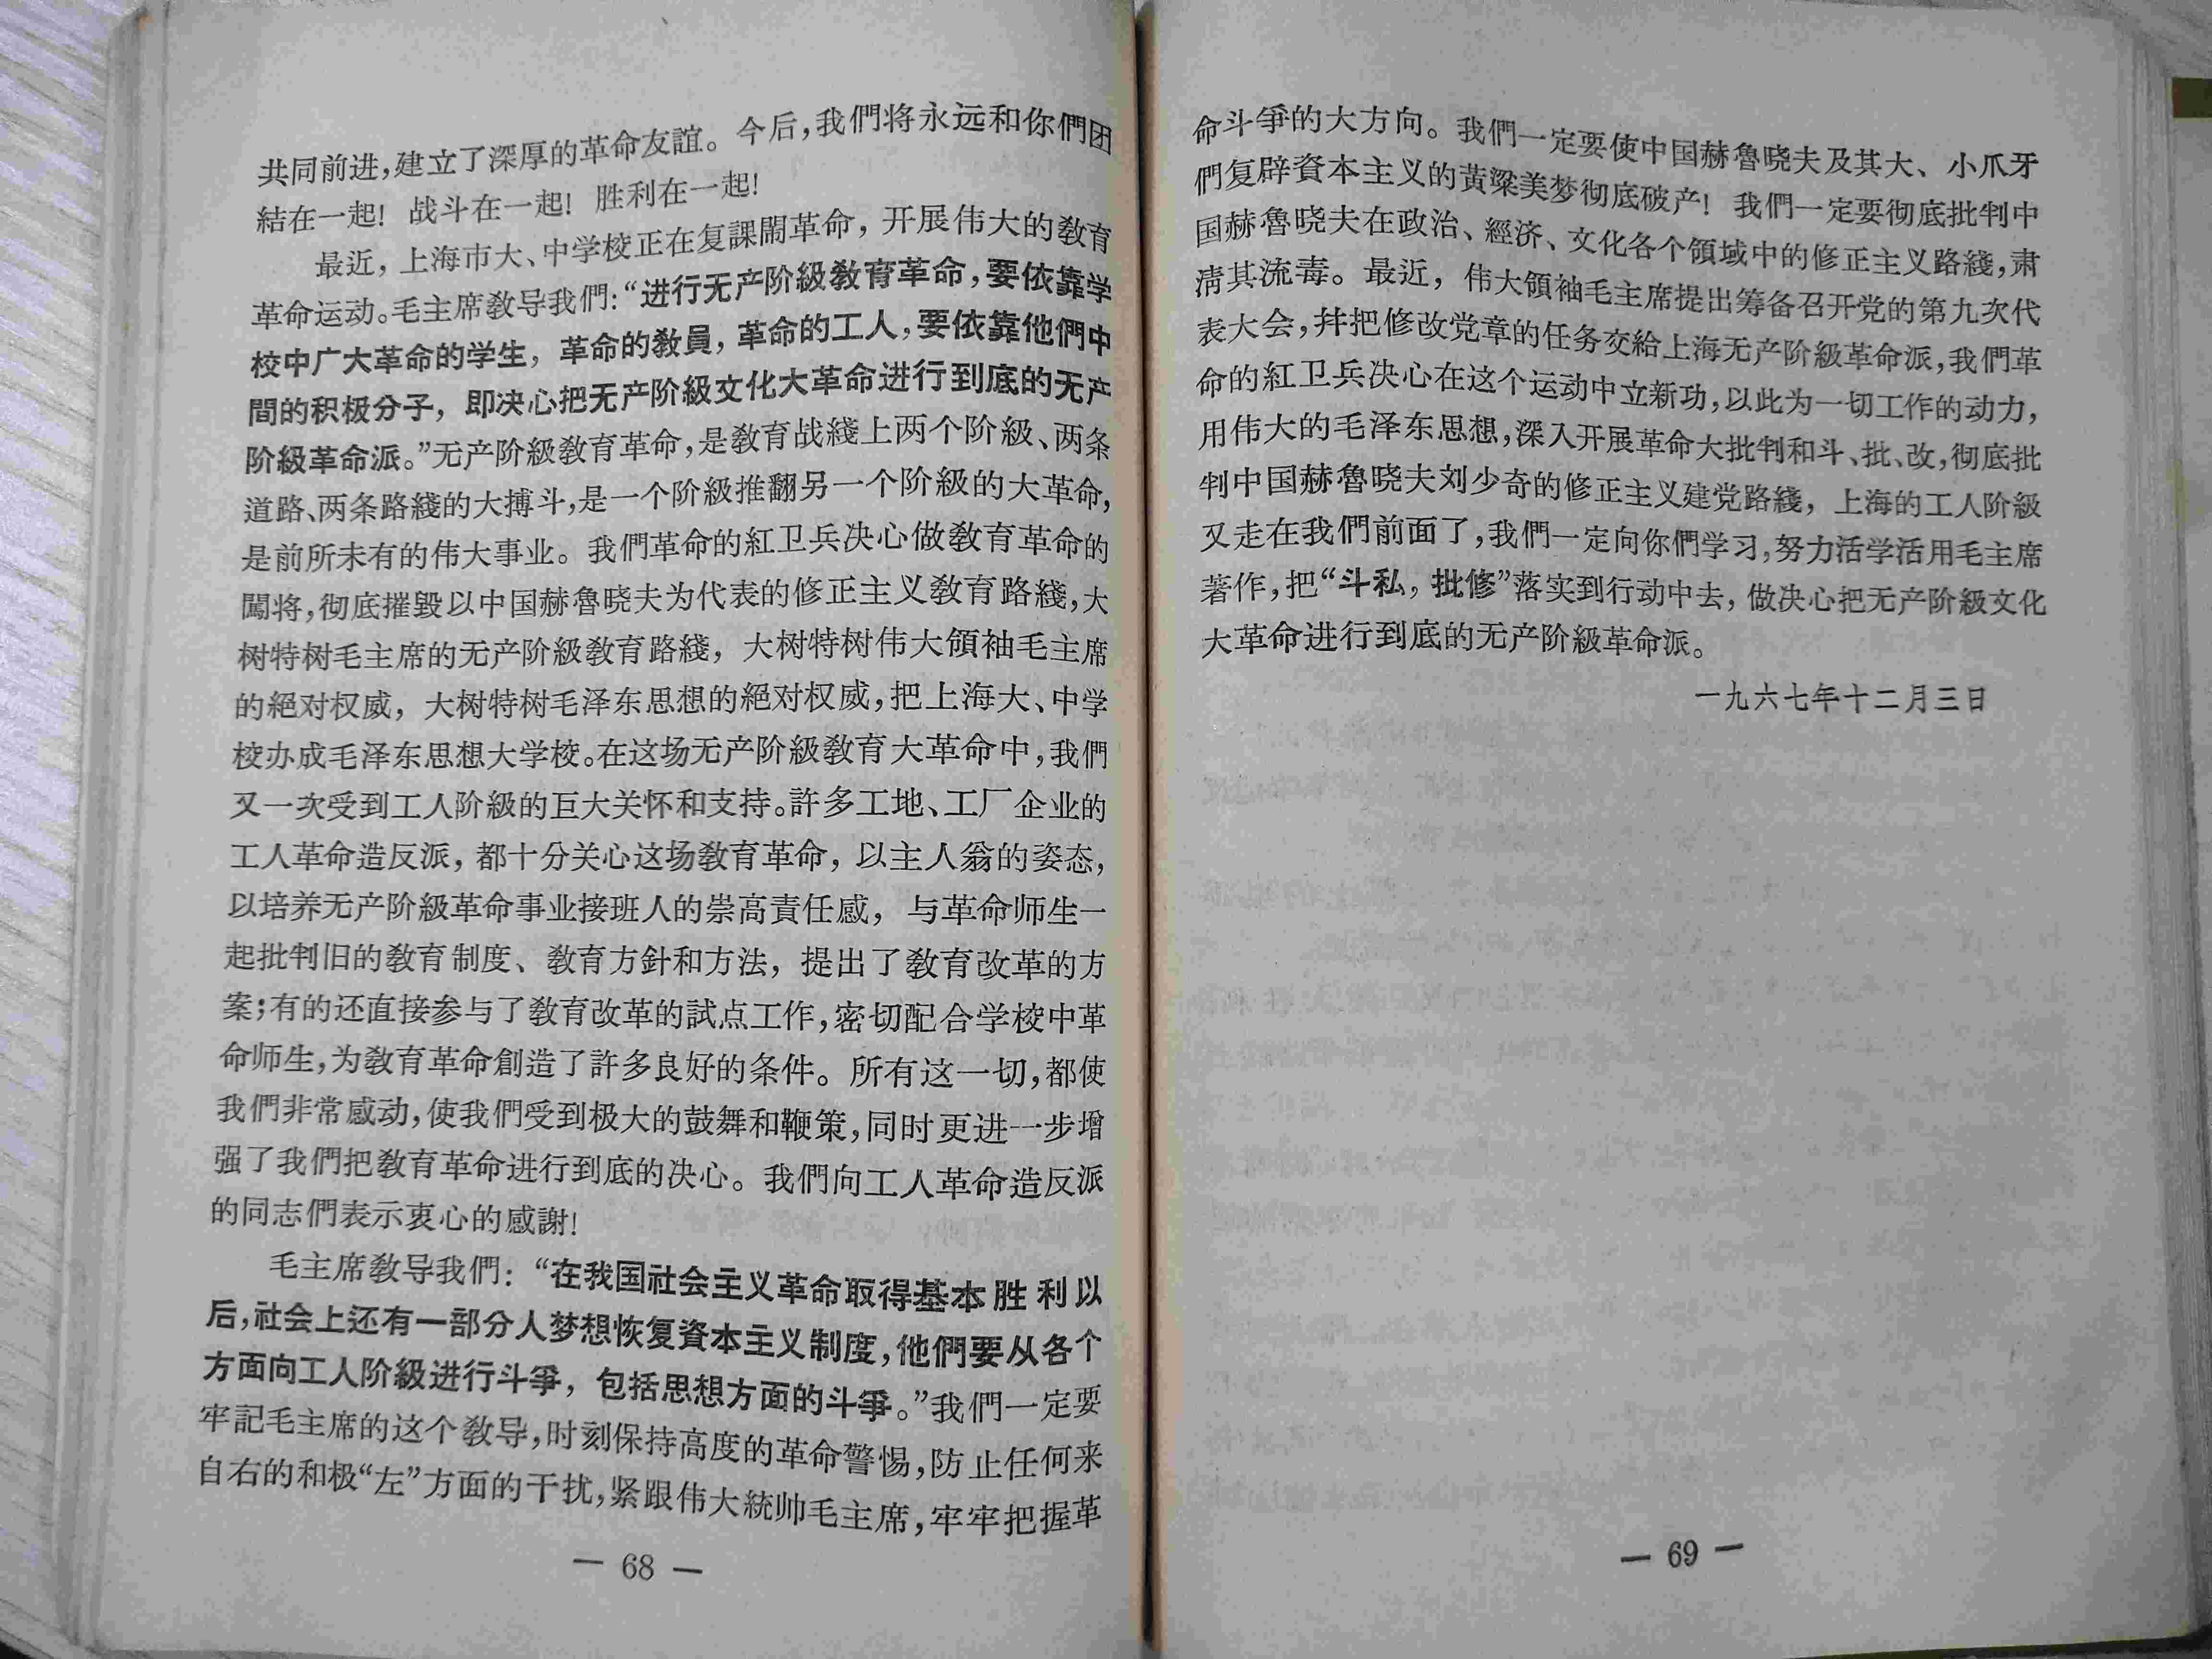 共同前进，建立了深厚的革命友誼。今后，我們将永远和你們团
結在一起！战斗在一起！胜利在一起！
最近，上海市大、中学校正在复課鬧革命，开展伟大的教育
革命运动。毛主席教导我們：“进行无产阶級教育革命，要依靠学
校中广大革命的学生，革命的教員，革命的工人，要依靠他們中
間的积极分子，即决心把无产阶級文化大革命进行到底的无产
阶級革命派。”无产阶級教育革命，是教育战綫上两个阶級、两条
道路、两条路綫的大搏斗，是一个阶級推翻另一个阶級的大革命，
是前所未有的伟大事业。我們革命的紅卫兵决心做教育革命的
闖将，彻底摧毁以中国赫魯晓夫为代表的修正主义教育路綫，大
树特树毛主席的无产阶級教育路綫，大树特树伟大領袖毛主席
的絕对权威，大树特树毛泽东思想的絕对权威，把上海大、中学
校办成毛泽东思想大学校。在这场无产阶級教育大革命中，我們
又一次受到工人阶級的巨大关怀和支持。許多工地、工厂企业的
工人革命造反派，都十分关心这场教育革命，以主人翁的姿态，
以培养无产阶級革命事业接班人的崇高責任感，与革命师生一
起批判旧的教育制度、教育方針和方法，提出了教育改革的方
案；有的还直接参与了教育改革的試点工作，密切配合学校中革
命师生，为教育革命創造了許多良好的条件。所有这一切，都使
我們非常感动，使我們受到极大的鼓舞和鞭策，同时更进一步增
强了我們把教育革命进行到底的决心。我們向工人革命造反派
的同志們表示衷心的感謝！
毛主席教导我們：“在我国社会主义革命取得基本胜利以
后，社会上还有一部分人梦想恢复資本主义制度，他們要从各个
方面向工人阶級进行斗爭，包括思想方面的斗爭。”我們一定要
牢記毛主席的这个教导，时刻保持高度的革命警惕，防止任何来
自右的和极“左”方面的干扰，紧跟伟大統帅毛主席，牢牢把握革
— 68 —
命斗爭的大方向。我們一定要使中国赫魯晓夫及其大、小爪牙
們复辟資本主义的黄粱美梦彻底破产！我們一定要彻底批判中
国赫魯晓夫在政治、經济、文化各个領域中的修正主义路綫，肃
清其流毒。最近，伟大領袖毛主席提出筹备召开党的第九次代
表大会，并把修改党章的任务交給上海无产阶級革命派，我們革
命的紅卫兵决心在这个运动中立新功，以此为一切工作的动力，
用伟大的毛泽东思想，深入开展革命大批判和斗、批、改，彻底批
判中国赫魯晓夫刘少奇的修正主义建党路綫，上海的工人阶級
又走在我們前面了，我們一定向你們学习，努力活学活用毛主席
著作，把“斗私，批修”落实到行动中去，做决心把无产阶級文化
大革命进行到底的无产阶級革命派。
一九六七年十二月三日
— 69 —